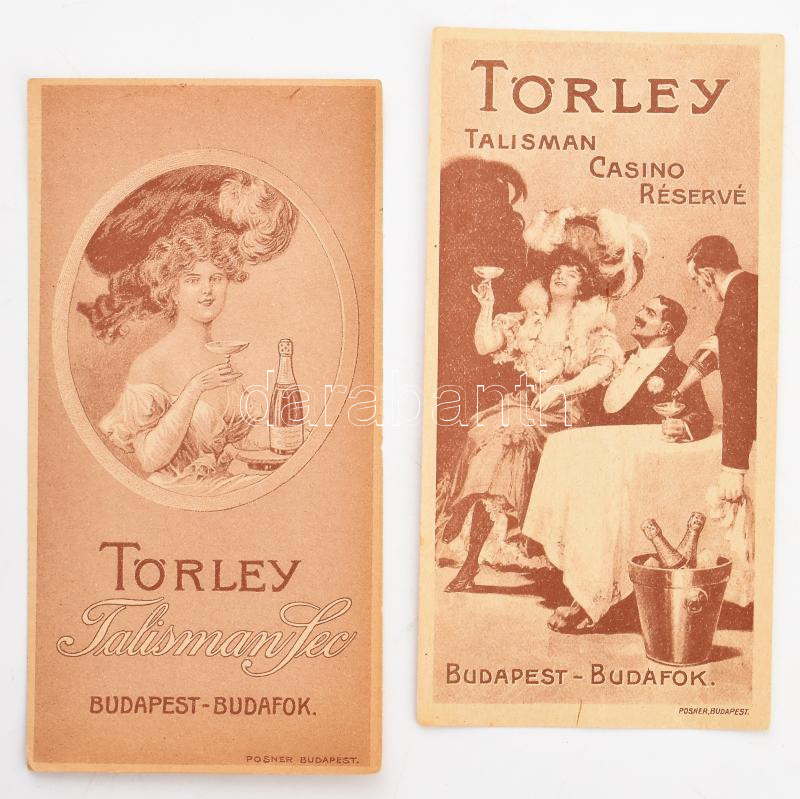 TÖRLEY
Talisman Sec
BUDAPEST-BUDAFOK.
POSNER BUDAPEST.
TÖRLEY
TALISMAN
CASINO
RÉSERVÉ
BUDAPEST-BUDAFOK.
POSNER, BUDAPEST.
darabanth